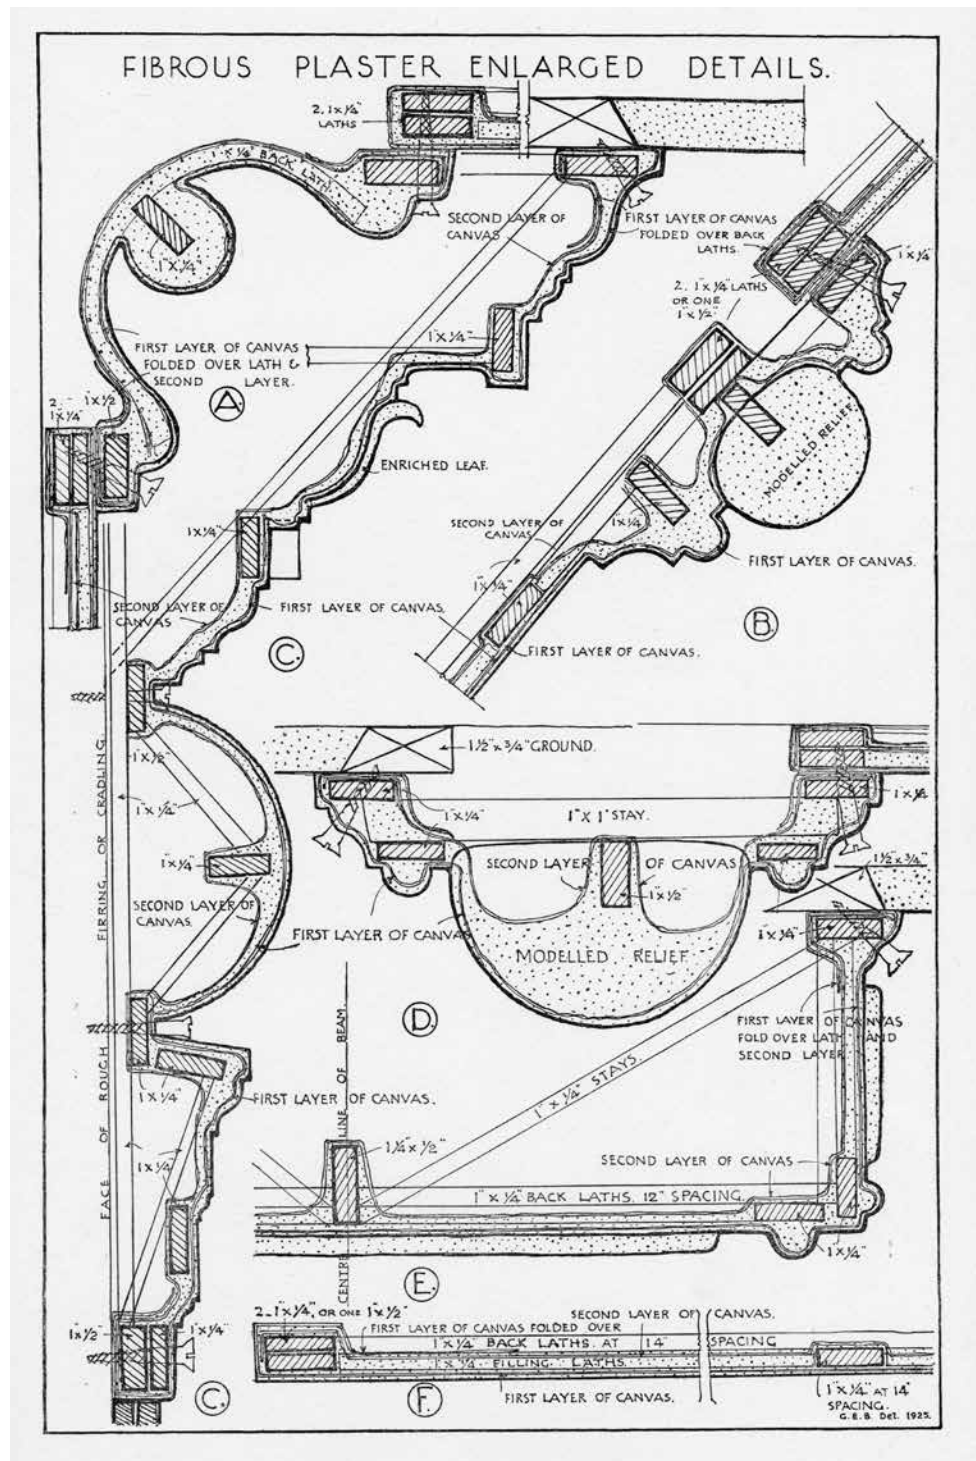 FIBROUS PLASTER ENLARGED DETAILS.
2. 1"x¼"
LATHS
1"x¼" BACK LATH.
1"x¼"
SECOND LAYER OF
CANVAS
FIRST LAYER OF CANVAS
FOLDED OVER BACK
LATHS.
1"x¼"
2. 1"x¼" LATHS
OR ONE
1"x½"
1"x¼"
FIRST LAYER OF CANVAS
FOLDED OVER LATH &
SECOND LAYER.
A
2.
1"x¼"
1"x½"
MODELLED RELIEF
ENRICHED LEAF.
1"x¼"
1"x¼"
SECOND LAYER OF
CANVAS
1"x¼"
FIRST LAYER OF CANVAS.
SECOND LAYER OF
CANVAS
FIRST LAYER OF CANVAS.
B.
C.
FIRST LAYER OF CANVAS.
1"x½"
1½"x¾" GROUND.
1"x¼"
1"x¼"
1"x¼"
1"x1" STAY.
1"x¼"
SECOND LAYER OF CANVAS
1"x½"
1½"x¾"
SECOND LAYER OF
CANVAS.
FIRST LAYER OF CANVAS
MODELLED RELIEF
1"x¼"
D.
FIRST LAYER OF CANVAS
FOLD OVER LATH AND
SECOND LAYER.
FACE OF ROUGH FIRRING OR CRADLING
CENTRE LINE OF BEAM.
1"x¼"
FIRST LAYER OF CANVAS.
1"x¼" STAYS
1¼"x½"
SECOND LAYER OF CANVAS
1"x¼"
1"x¼" BACK LATHS. 12" SPACING.
1"x¼"
E.
2-1"x¼", OR ONE 1"x½"
SECOND LAYER OF CANVAS.
FIRST LAYER OF CANVAS FOLDED OVER
1"x¼" BACK LATHS AT 14" SPACING
1"x¼" FILLING LATHS.
1"x½"
1"x¼"
C.
F.
FIRST LAYER OF CANVAS.
1"x¼" AT 14"
SPACING.
G.E.B. Del. 1925.